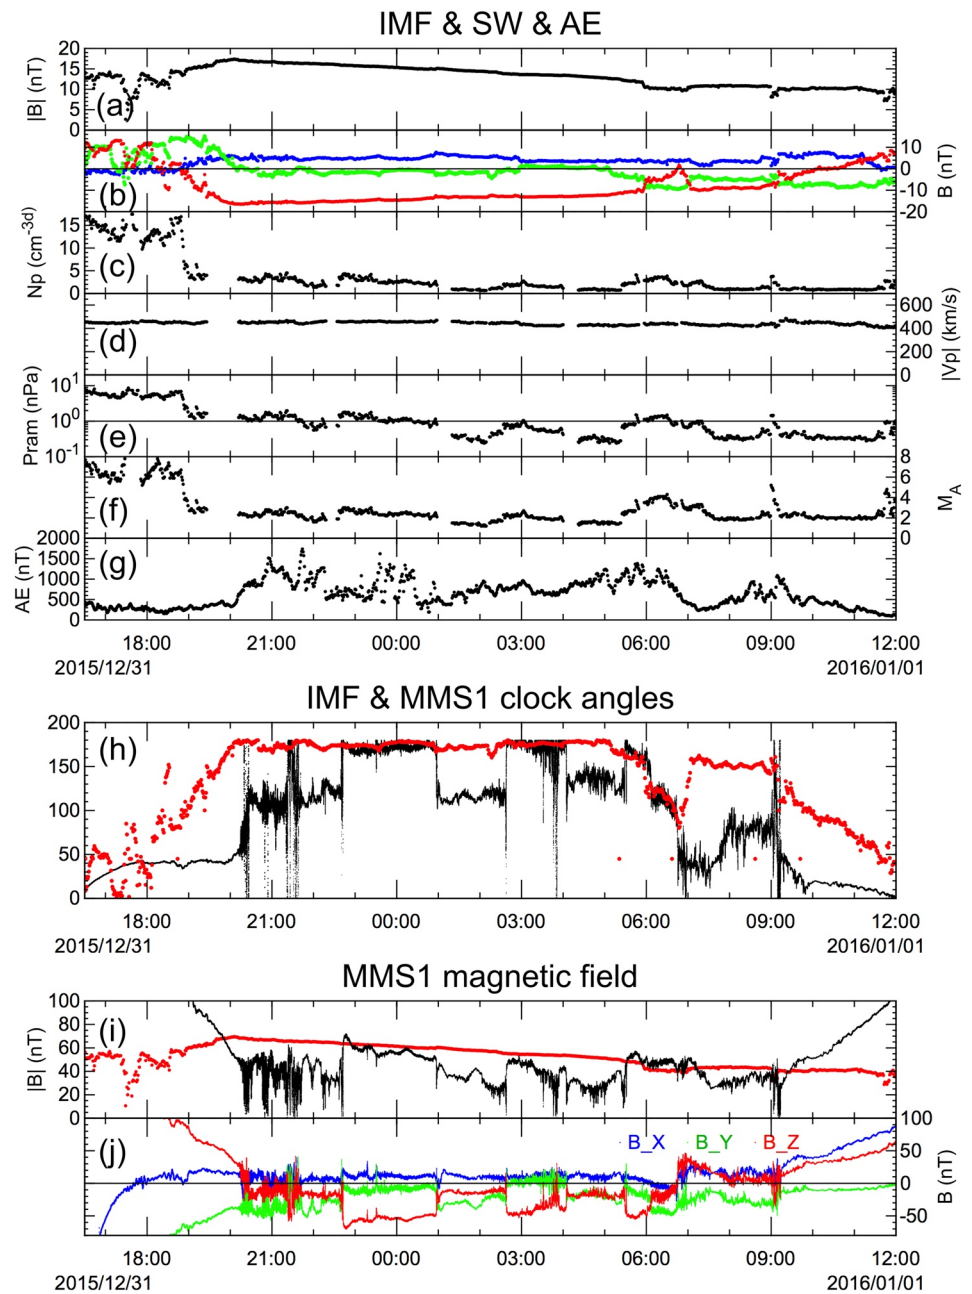 IMF & SW & AE
20
15
10
5
0
|B| (nT)
(a)
10
0
-10
-20
B (nT)
(b)
15
10
5
0
Np (cm-3d)
(c)
600
400
200
0
|Vp| (km/s)
(d)
10^1
10^0
10^-1
Pram (nPa)
(e)
8
6
4
2
0
M_A
(f)
2000
1500
1000
500
0
AE (nT)
(g)
18:00 21:00 00:00 03:00 06:00 09:00 12:00
2015/12/31 2016/01/01
IMF & MMS1 clock angles
200
150
100
50
0
(h)
18:00 21:00 00:00 03:00 06:00 09:00 12:00
2015/12/31 2016/01/01
MMS1 magnetic field
100
80
60
40
20
0
|B| (nT)
(i)
100
50
0
-50
B (nT)
(j)
B_X B_Y B_Z
18:00 21:00 00:00 03:00 06:00 09:00 12:00
2015/12/31 2016/01/01